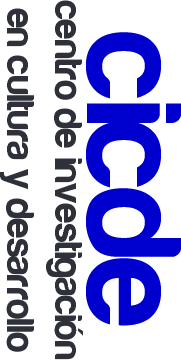 cicde
centro de investigación
en cultura y desarrollo